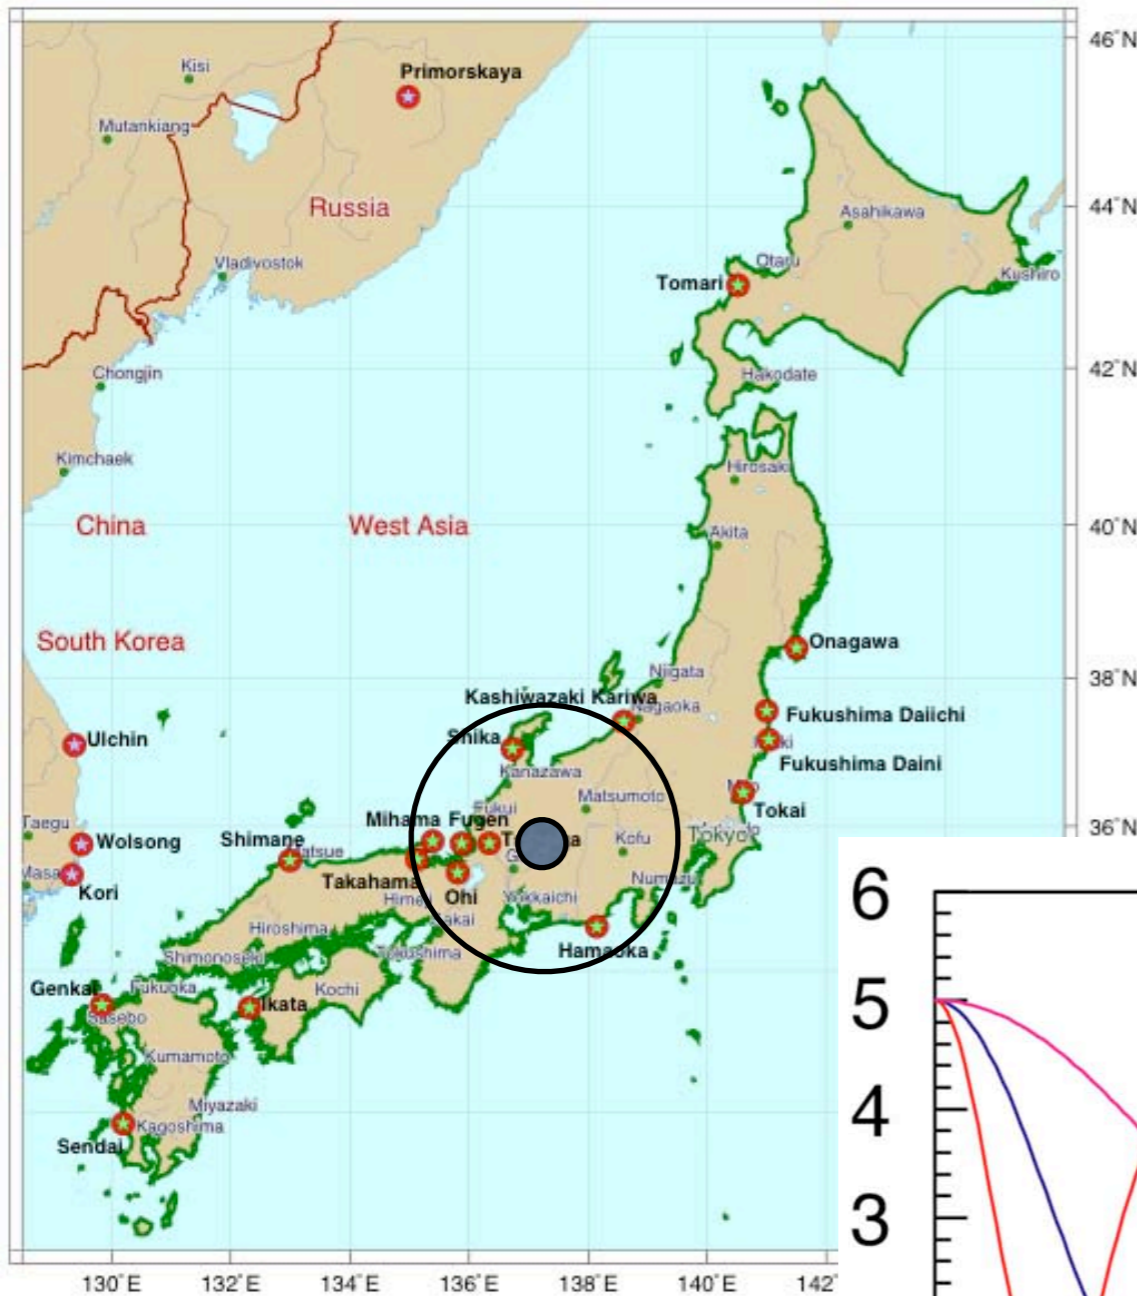 Kisi
Primorskaya
46°N
Mutankiang
Russia
44°N
Asahikawa
Vladivostok
Otaru
Kushiro
Tomari
Chongjin
42°N
Hakodate
Kimchaek
Hirosaki
China
West Asia
40°N
Akita
South Korea
Onagawa
Niigata
38°N
Kashiwazaki Kariwa
Nagaoka
Fukushima Daiichi
Ulchin
Shika
Fukushima Daini
Kanazawa
Matsumoto
Tokai
Fukui
Taegu
Mihama Fugen
36°N
Wolsong
Shimane
Kofu
Tokyo
Kori
Takahama
Ohi
Numazu
Himeji
Yokkaichi
Hiroshima
Hamaoka
Shimonoseki
Tokushima
Genkai
Fukuoka
Ikata
Kochi
Sasebo
Kumamoto
Miyazaki
Kagoshima
Sendai
130°E
132°E
134°E
136°E
138°E
140°E
142°
6
5
4
3